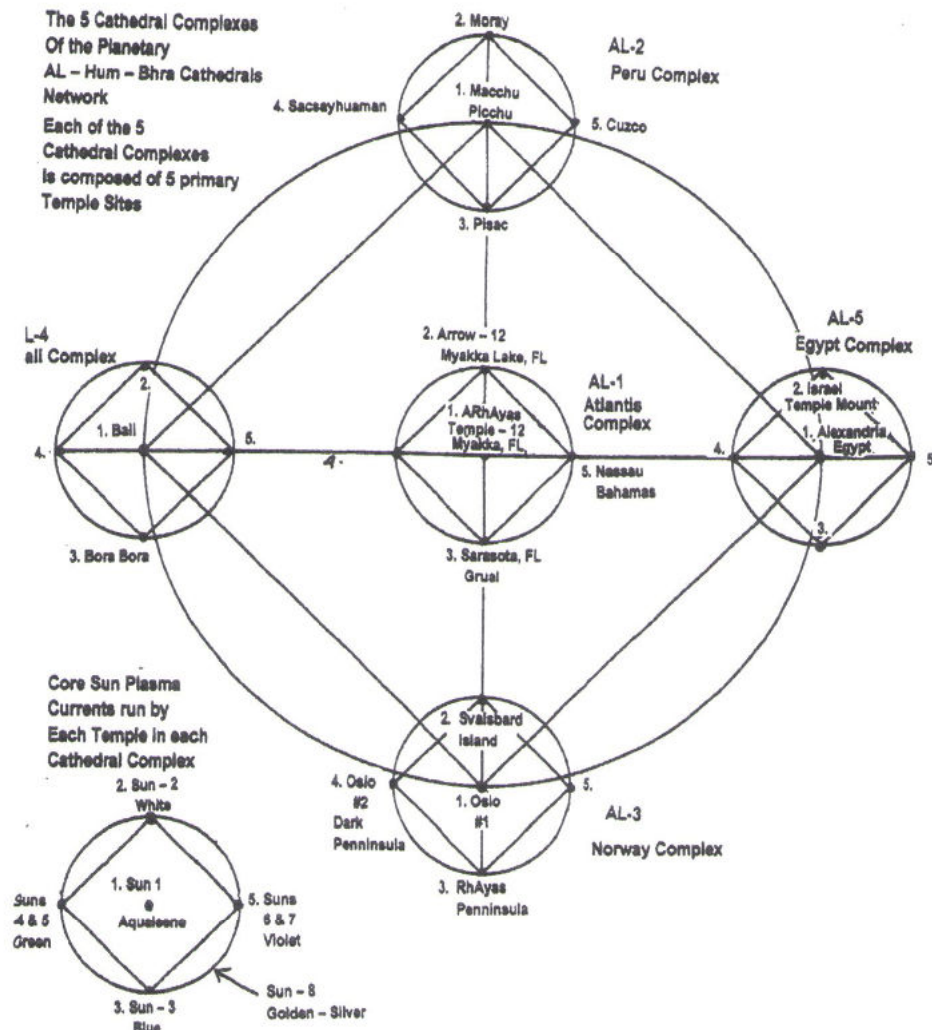 The 5 Cathedral Complexes
Of the Planetary
AL – Hum – Bhra Cathedrals
Network
Each of the 5
Cathedral Complexes
is composed of 5 primary
Temple Sites
2. Moray
AL-2
Peru Complex
1. Macchu
Picchu
4. Sacsayhuaman
5. Cuzco
3. Pisac
L-4
ali Complex
2.
1. Bali
4.
5.
3. Bora Bora
2. Arrow – 12
Myakka Lake, FL
AL-1
Atlantis
Complex
1. ARhAyas
Temple – 12
Myakka, FL
4.
5. Nassau
Bahamas
3. Sarasota, FL
Grual
AL-5
Egypt Complex
2. Israel
Temple Mount
1. Alexandria
Egypt
4.
5
3.
2. Svalsbard
Island
4. Oslo
#2
Dark
Penninsula
1. Oslo
#1
5.
AL-3
Norway Complex
3. RhAyas
Penninsula
Core Sun Plasma
Currents run by
Each Temple in each
Cathedral Complex
2. Sun – 2
White
1. Sun 1
Aqualeene
Suns
4 & 5
Green
5. Suns
6 & 7
Violet
3. Sun – 3
Blue
Sun – 8
Golden – Silver